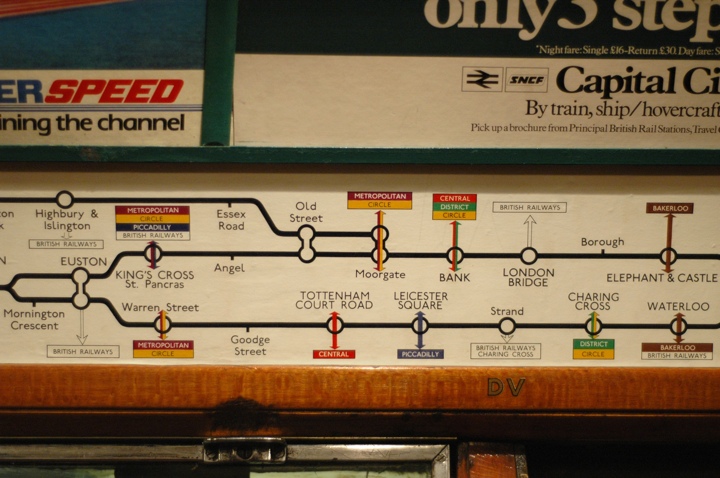 only 3 step
Night fare: Single £16-Return £30. Day fare: S
ERSPEED
ining the channel
SNCF
Capital Ci
By train, ship/hovercraft
Pick up a brochure from Principal British Rail Stations, Travel
Highbury &
Islington
BRITISH RAILWAYS
METROPOLITAN
CIRCLE
PICCADILLY
BRITISH RAILWAYS
KING'S CROSS
St. Pancras
Essex
Road
Angel
Old
Street
METROPOLITAN
CIRCLE
Moorgate
CENTRAL
DISTRICT
CIRCLE
BANK
BRITISH RAILWAYS
LONDON
BRIDGE
Borough
BAKERLOO
ELEPHANT & CASTLE
EUSTON
BRITISH RAILWAYS
Mornington
Crescent
Warren Street
METROPOLITAN
CIRCLE
Goodge
Street
TOTTENHAM
COURT ROAD
CENTRAL
LEICESTER
SQUARE
PICCADILLY
Strand
BRITISH RAILWAYS
CHARING CROSS
CHARING
CROSS
DISTRICT
CIRCLE
WATERLOO
BAKERLOO
BRITISH RAILWAYS
DV